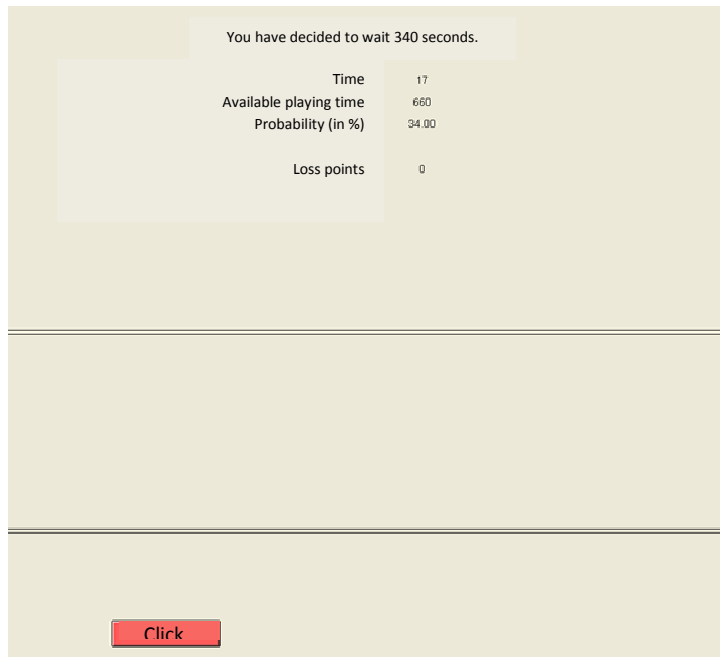 You have decided to wait 340 seconds.
Time 17
Available playing time 660
Probability (in %) 34.00
Loss points 0
Click